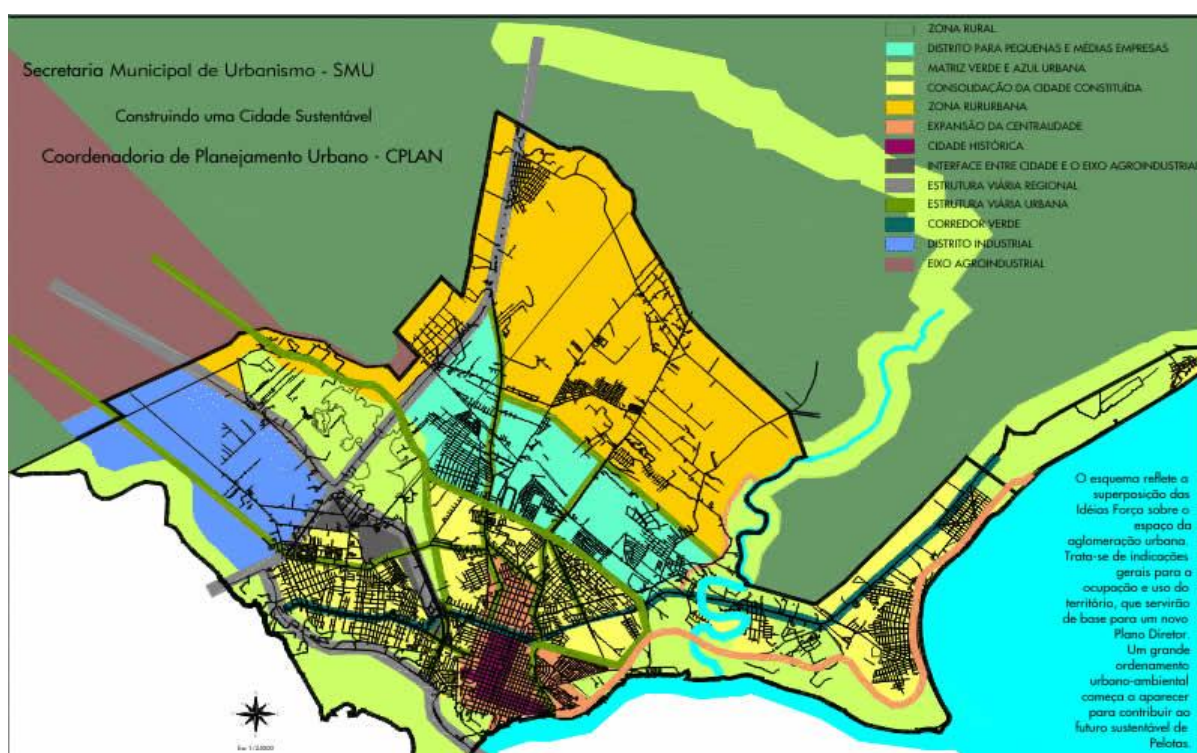 Secretaria Municipal de Urbanismo - SMU
Construindo uma Cidade Sustentável
Coordenadoria de Planejamento Urbano - CPLAN
ZONA RURAL
DISTRITO PARA PEQUENAS E MÉDIAS EMPRESAS
MATRIZ VERDE E AZUL URBANA
CONSOLIDAÇÃO DA CIDADE CONSTITUÍDA
ZONA RURURBANA
EXPANSÃO DA CENTRALIDADE
CIDADE HISTÓRICA
INTERFACE ENTRE CIDADE E O EIXO AGROINDUSTRIAL
ESTRUTURA VIÁRIA REGIONAL
ESTRUTURA VIÁRIA URBANA
CORREDOR VERDE
DISTRITO INDUSTRIAL
EIXO AGROINDUSTRIAL
O esquema reflete a
superposição das
Idéias Força sobre o
espaço da
aglomeração urbana.
Trata-se de indicações
gerais para a
ocupação e uso do
território, que servirão
de base para um novo
Plano Diretor.
Um grande
ordenamento
urbano-ambiental
começa a aparecer
para contribuir ao
futuro sustentável de
Pelotas.